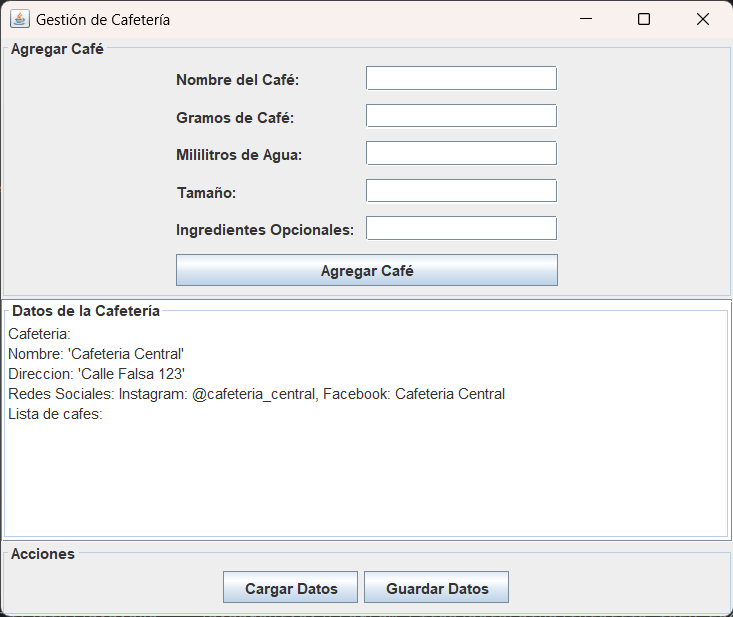 Gestión de Cafetería
Agregar Café
Nombre del Café:
Gramos de Café:
Mililitros de Agua:
Tamaño:
Ingredientes Opcionales:
Agregar Café
Datos de la Cafetería
Cafeteria:
Nombre: 'Cafeteria Central'
Direccion: 'Calle Falsa 123'
Redes Sociales: Instagram: @cafeteria_central, Facebook: Cafeteria Central
Lista de cafes:
Acciones
Cargar Datos Guardar Datos